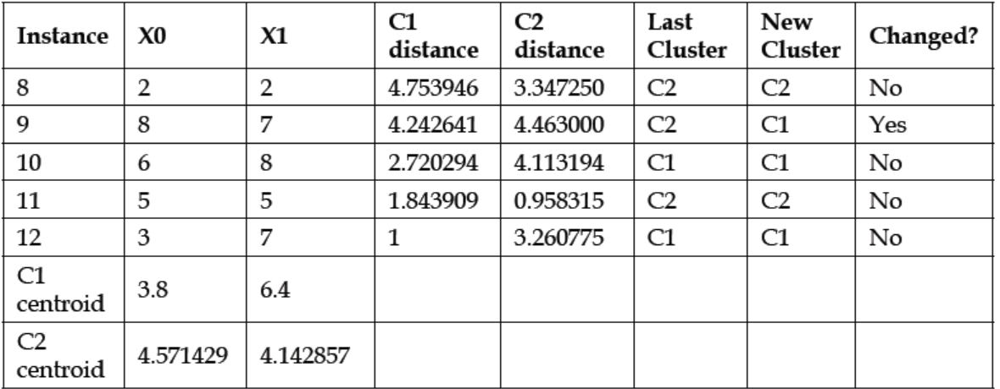 Instance X0 X1 C1 distance C2 distance Last Cluster New Cluster Changed?
8 2 2 4.753946 3.347250 C2 C2 No
9 8 7 4.242641 4.463000 C2 C1 Yes
10 6 8 2.720294 4.113194 C1 C1 No
11 5 5 1.843909 0.958315 C2 C2 No
12 3 7 1 3.260775 C1 C1 No
C1 centroid 3.8 6.4
C2 centroid 4.571429 4.142857